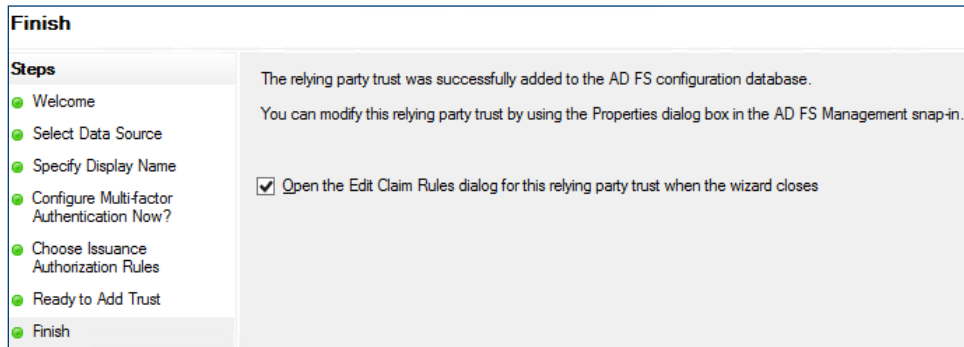 Finish
Steps
Welcome
Select Data Source
Specify Display Name
Configure Multi-factor
Authentication Now?
Choose Issuance
Authorization Rules
Ready to Add Trust
Finish
The relying party trust was successfully added to the AD FS configuration database.
You can modify this relying party trust by using the Properties dialog box in the AD FS Management snap-in.
Open the Edit Claim Rules dialog for this relying party trust when the wizard closes